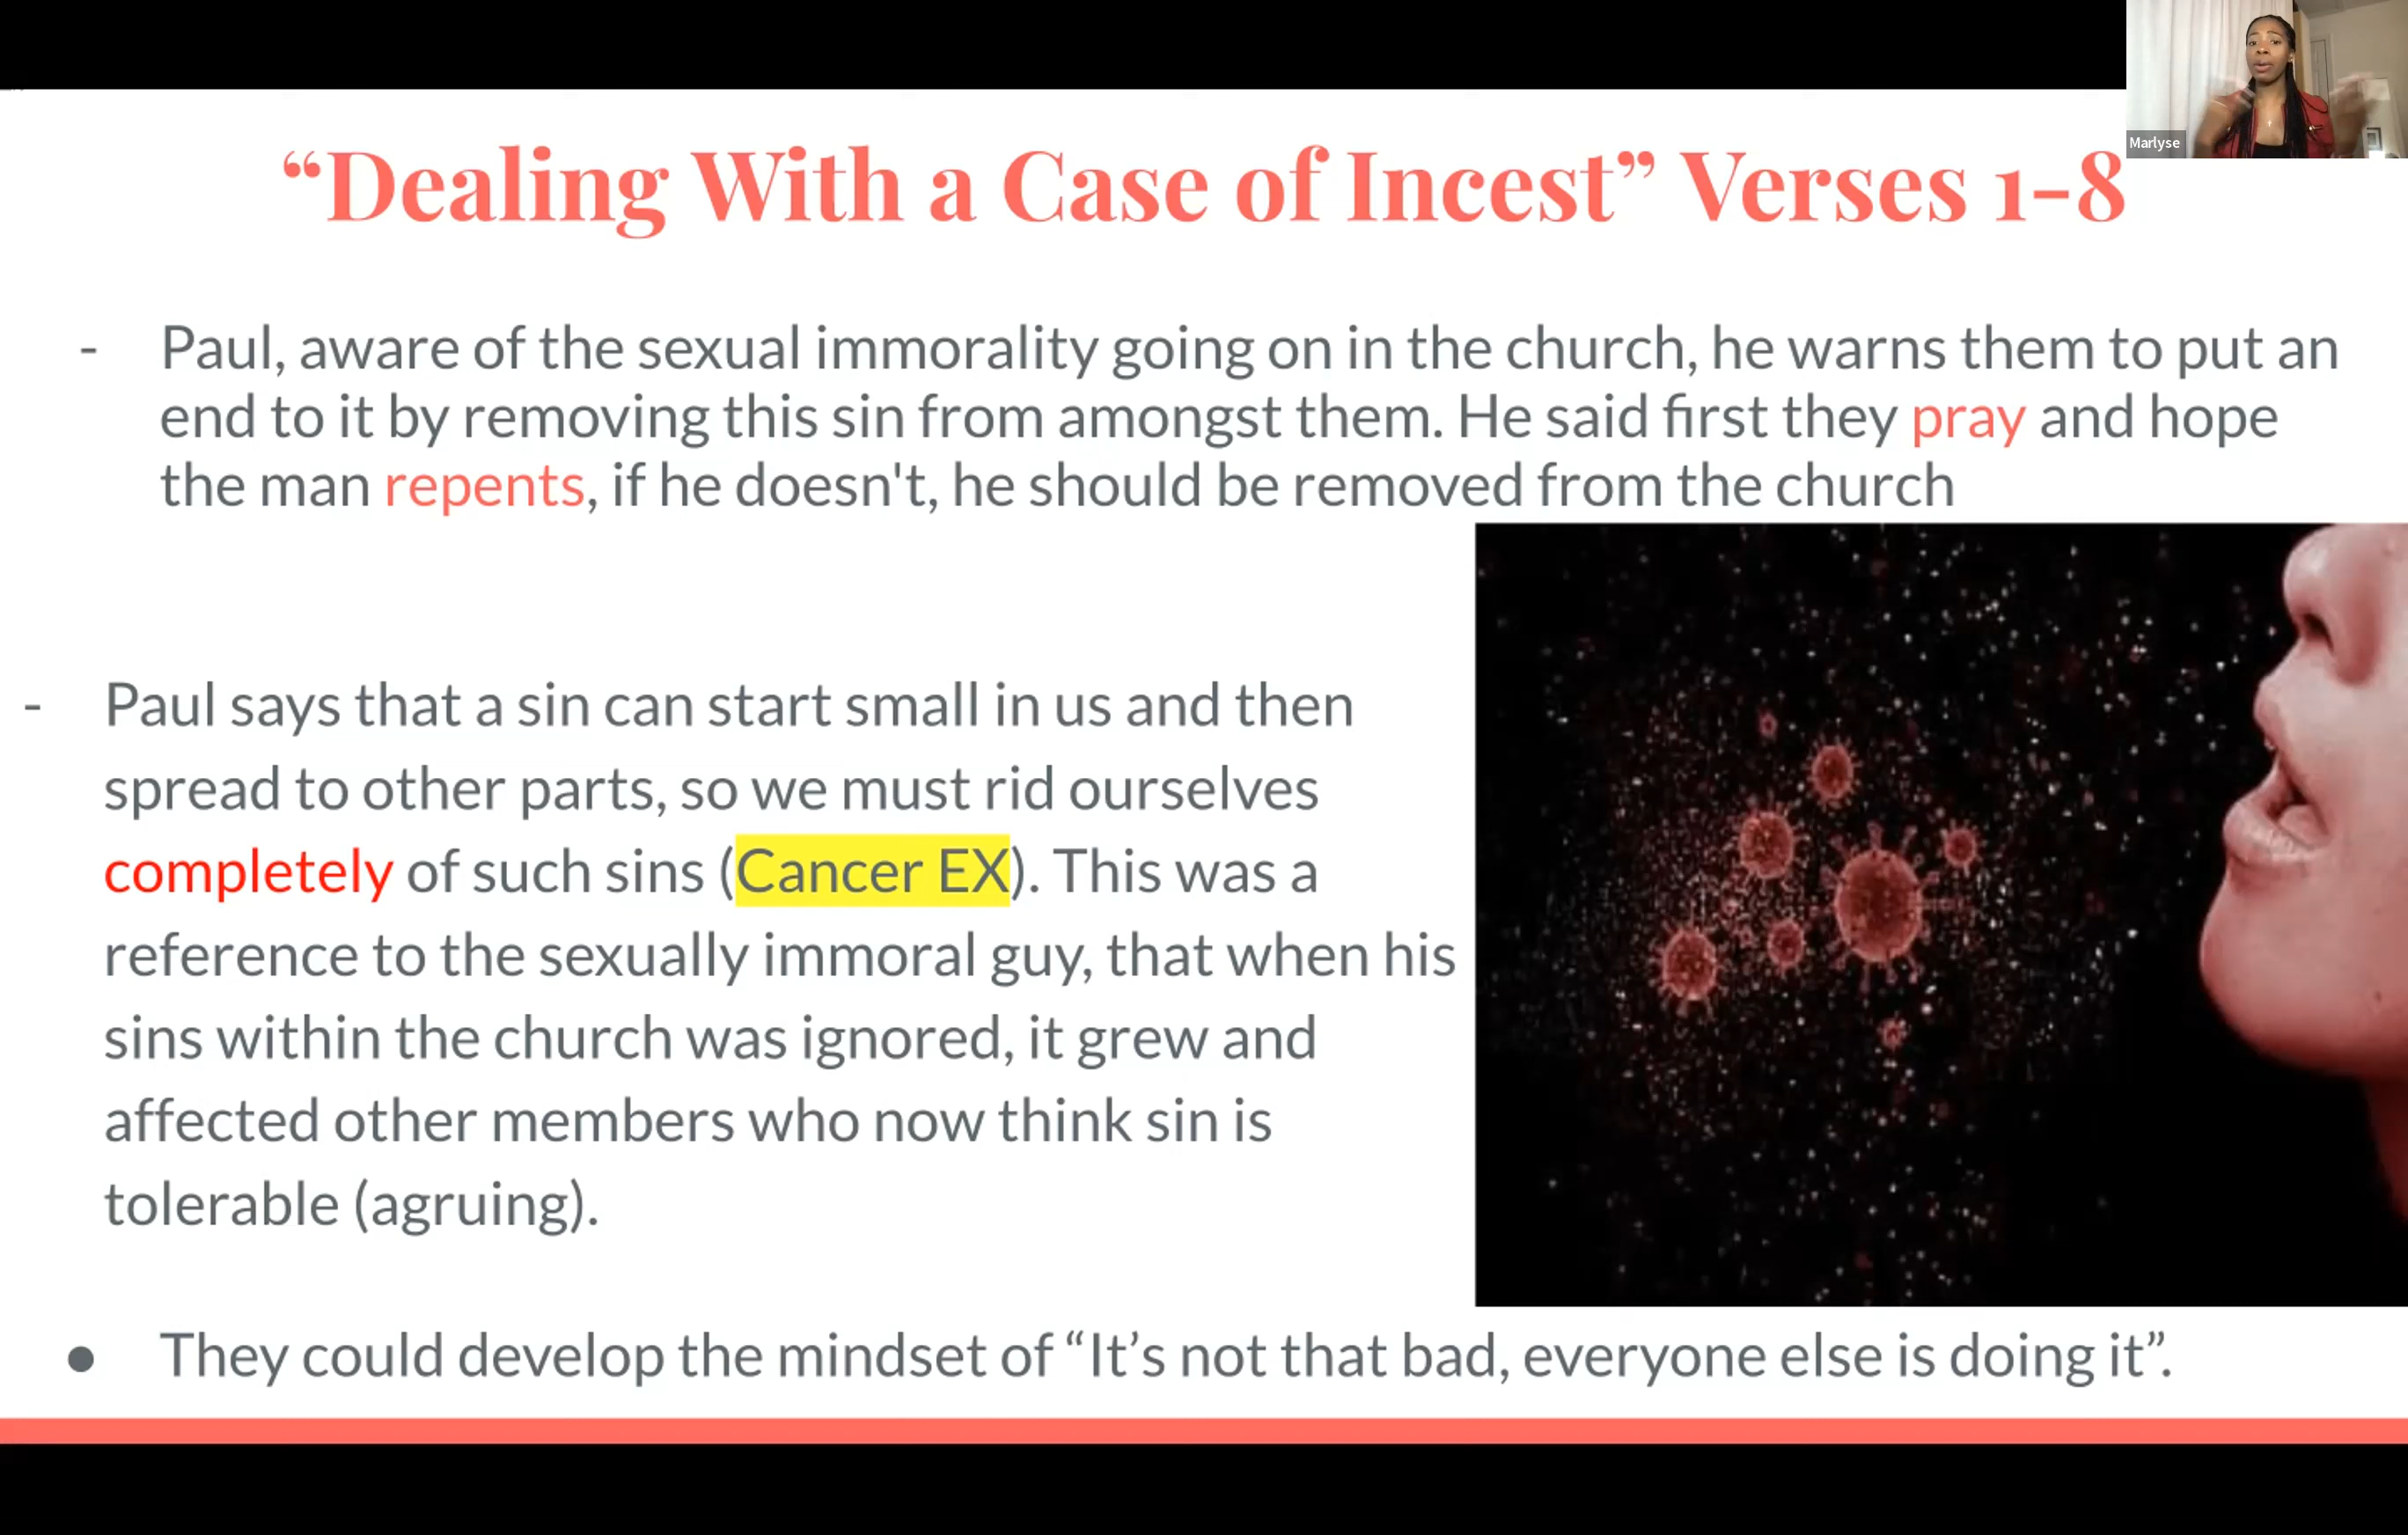 Marlyse
“Dealing With a Case of Incest” Verses 1-8
- Paul, aware of the sexual immorality going on in the church, he warns them to put an
end to it by removing this sin from amongst them. He said first they pray and hope
the man repents, if he doesn't, he should be removed from the church
- Paul says that a sin can start small in us and then
spread to other parts, so we must rid ourselves
completely of such sins (Cancer EX). This was a
reference to the sexually immoral guy, that when his
sins within the church was ignored, it grew and
affected other members who now think sin is
tolerable (agruing).
● They could develop the mindset of “It’s not that bad, everyone else is doing it”.